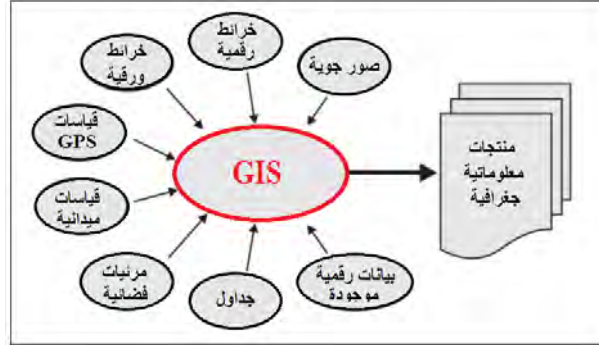 خرائط
ورقية
خرائط
رقمية
صور جوية
قياسات
GPS
GIS
منتجات
معلوماتية
جغرافية
قياسات
ميدانية
مرئيات
فضائية
جداول
بيانات رقمية
موجودة